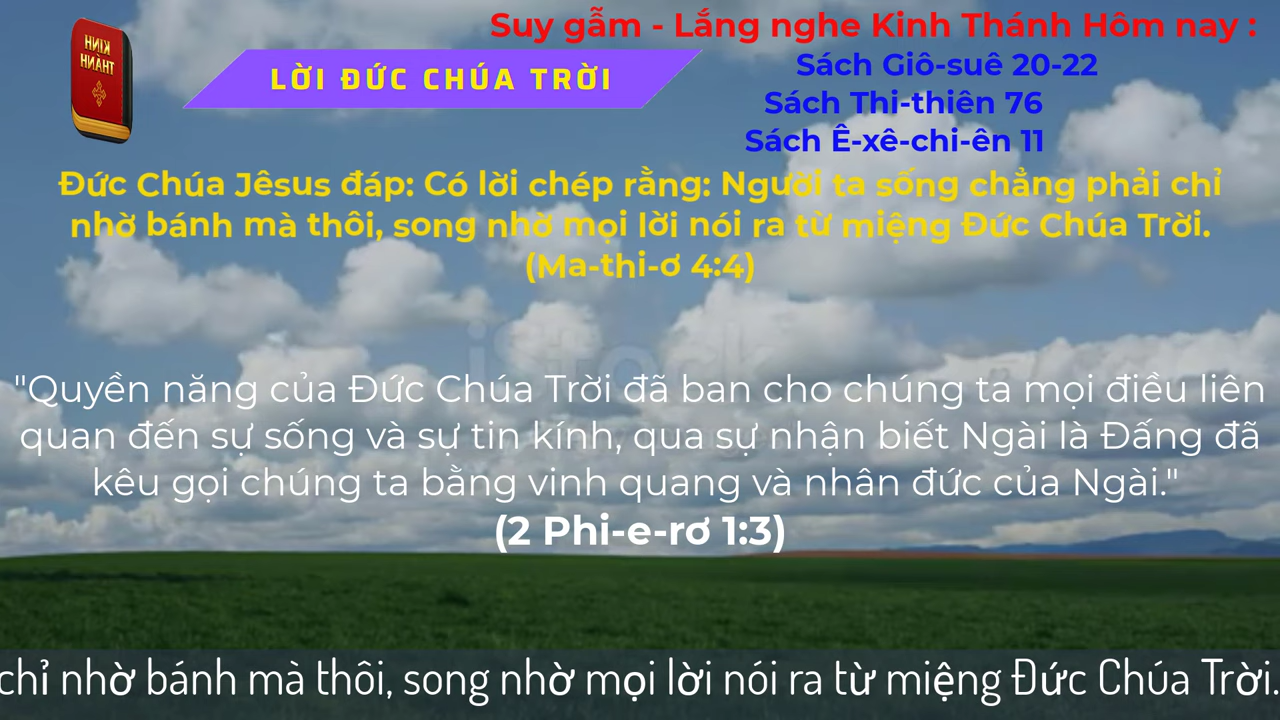 Suy gẫm - Lắng nghe Kinh Thánh Hôm nay :
KINH
THÁNH
LỜI ĐỨC CHÚA TRỜI
Sách Giô-suê 20-22
Sách Thi-thiên 76
Sách Ê-xê-chi-ên 11
Đức Chúa Jêsus đáp: Có lời chép rằng: Người ta sống chẳng phải chỉ
nhờ bánh mà thôi, song nhờ mọi lời nói ra từ miệng Đức Chúa Trời.
(Ma-thi-ơ 4:4)
iStock
"Quyền năng của Đức Chúa Trời đã ban cho chúng ta mọi điều liên
quan đến sự sống và sự tin kính, qua sự nhận biết Ngài là Đấng đã
kêu gọi chúng ta bằng vinh quang và nhân đức của Ngài."
(2 Phi-e-rơ 1:3)
chỉ nhờ bánh mà thôi, song nhờ mọi lời nói ra từ miệng Đức Chúa Trời.